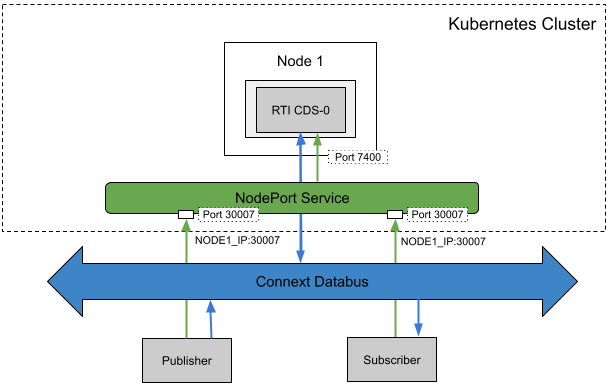 Kubernetes Cluster
Node 1
RTI CDS-0
Port 7400
NodePort Service
Port 30007
Port 30007
NODE1_IP:30007
NODE1_IP:30007
Connext Databus
Publisher
Subscriber